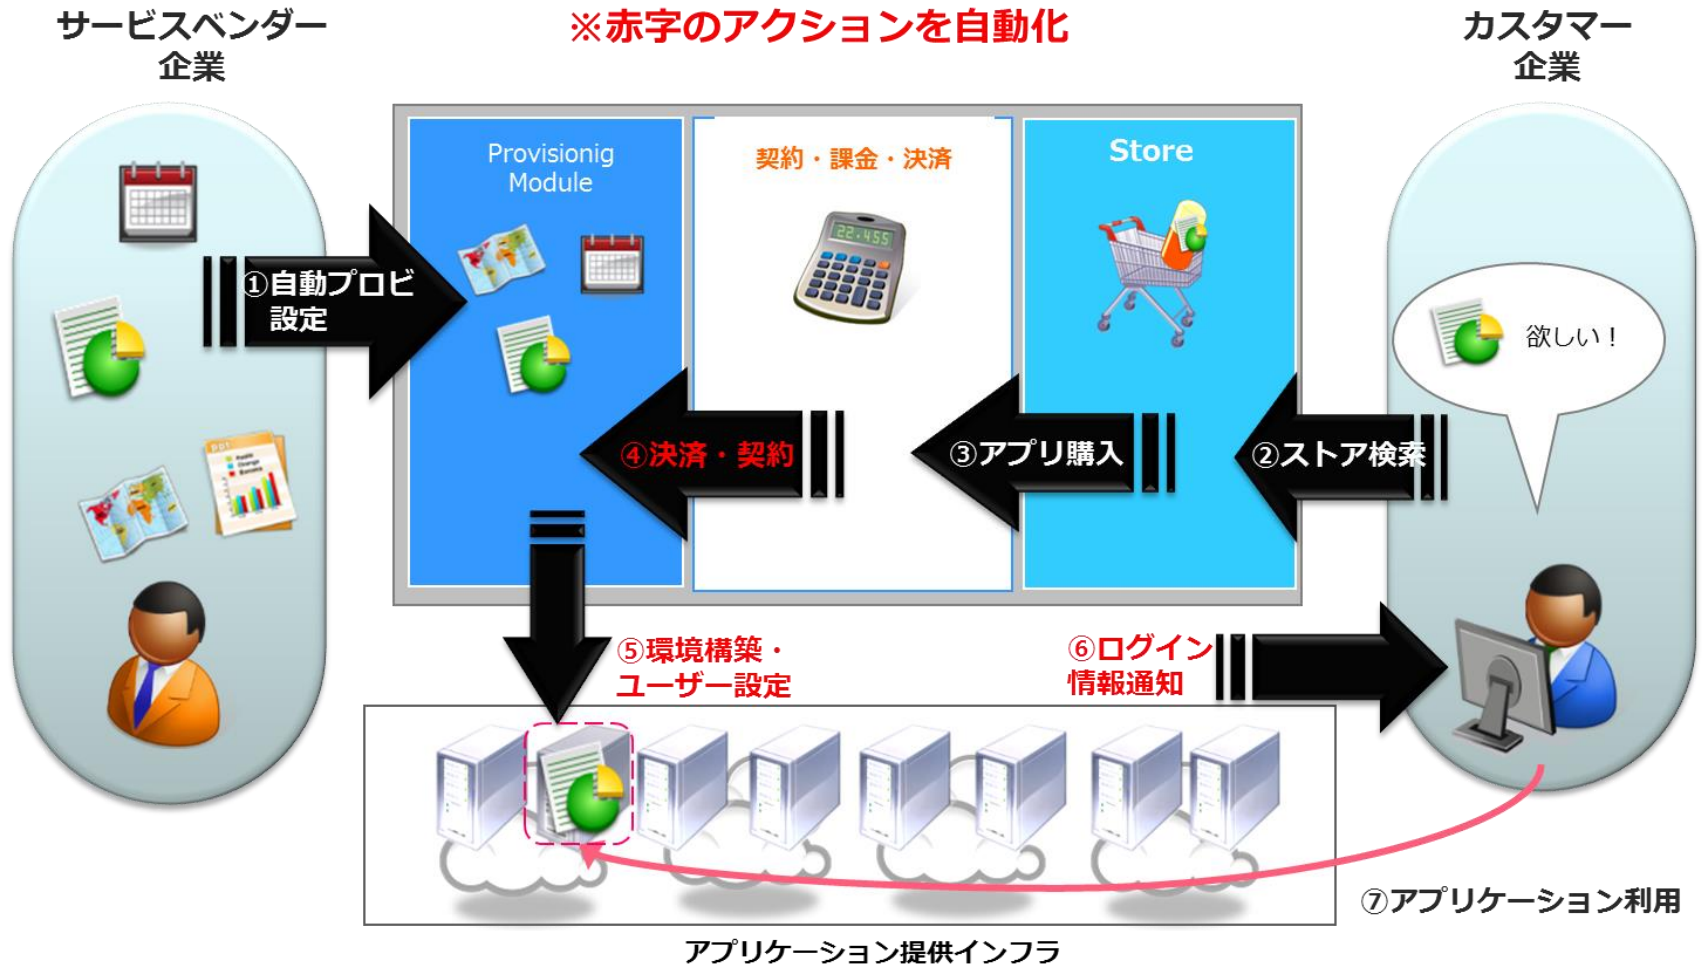 サービスベンダー
企業
※赤字のアクションを自動化
カスタマー
企業
Provisionig
Module
契約・課金・決済
Store
22.455
①自動プロビ
設定
欲しい！
④決済・契約
③アプリ購入
②ストア検索
⑤環境構築・
ユーザー設定
⑥ログイン
情報通知
⑦アプリケーション利用
アプリケーション提供インフラ